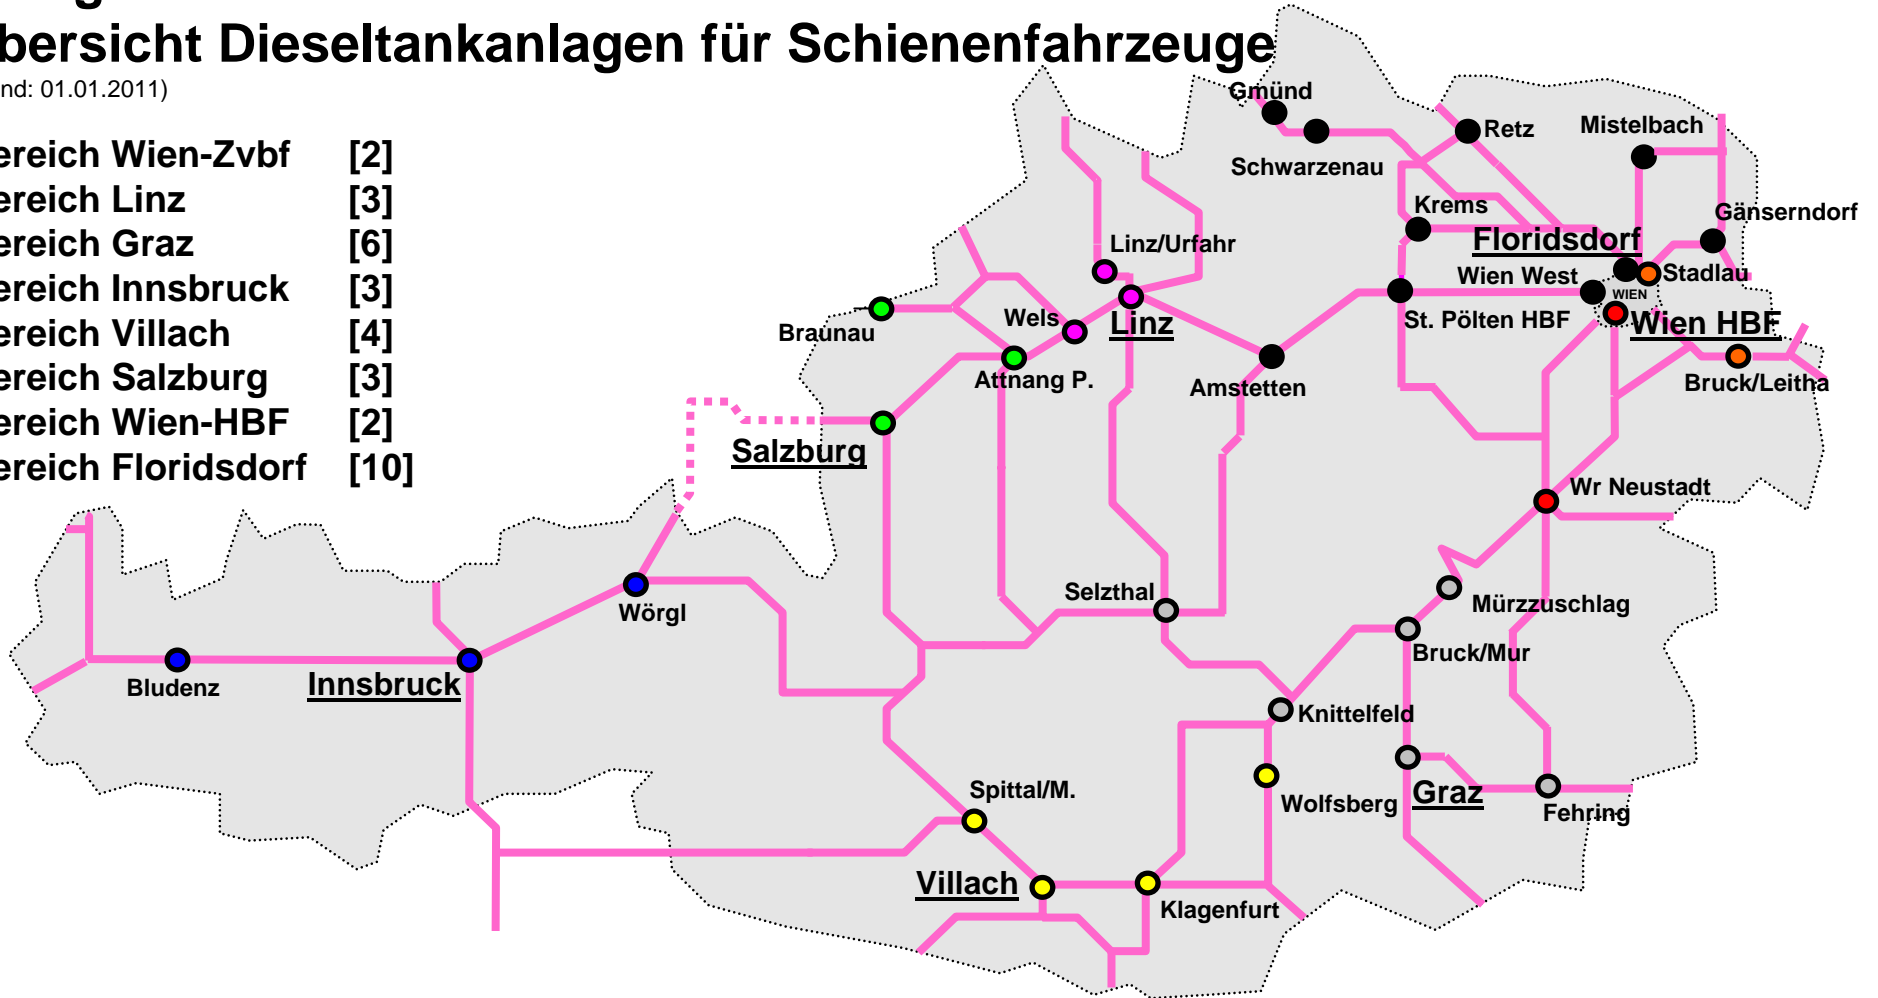 bersicht Dieseltankanlagen für Schienenfahrzeuge
nd: 01.01.2011)
ereich Wien-Zvbf [2]
ereich Linz [3]
ereich Graz [6]
ereich Innsbruck [3]
ereich Villach [4]
ereich Salzburg [3]
ereich Wien-HBF [2]
ereich Floridsdorf [10]
Gmünd
Schwarzenau
Retz
Mistelbach
Krems
Gänserndorf
Floridsdorf
Linz/Urfahr
Wien West
Stadlau
WIEN
Braunau
Wels
Linz
St. Pölten HBF
Wien HBF
Attnang P.
Amstetten
Bruck/Leitha
Salzburg
Wr Neustadt
Selzthal
Wörgl
Mürzzuschlag
Bruck/Mur
Bludenz
Innsbruck
Knittelfeld
Spittal/M.
Wolfsberg
Graz
Fehring
Villach
Klagenfurt